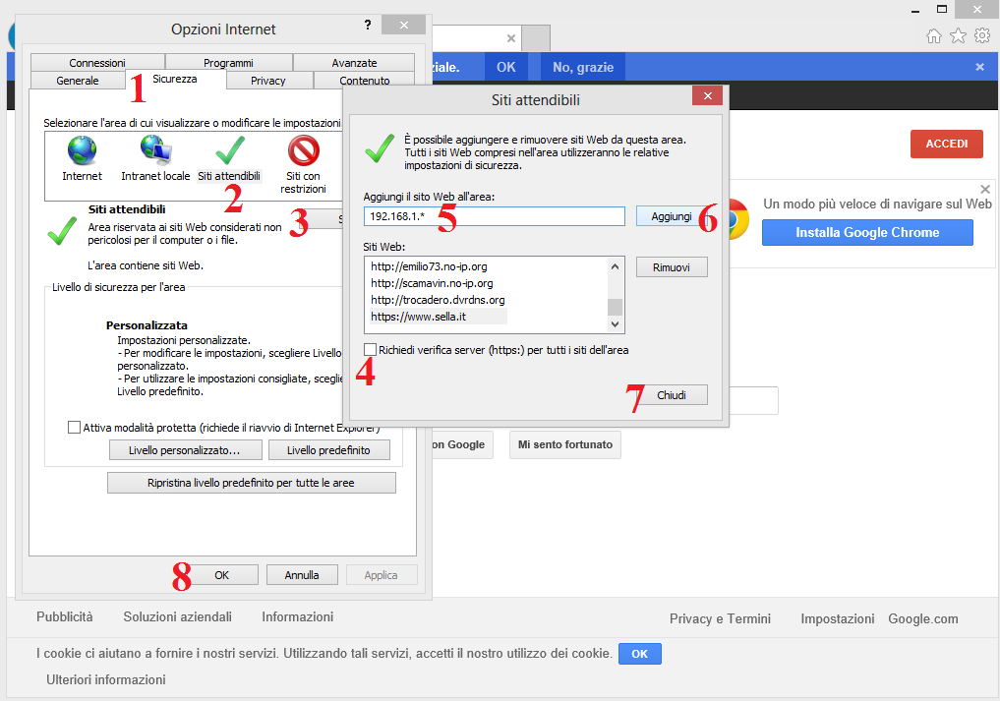 Opzioni Internet
?
Connessioni
Programmi
Avanzate
Generale
Sicurezza
Privacy
Contenuto
1
Selezionare l'area di cui visualizzare o modificare le impostazioni
Internet
Intranet locale
Siti attendibili
Siti con
restrizioni
2
Siti attendibili
3
S
Area riservata ai siti Web considerati non
pericolosi per il computer o i file.
L'area contiene siti Web.
Livello di sicurezza per l'area
Personalizzata
Impostazioni personalizzate.
- Per modificare le impostazioni, scegliere Livello
personalizzato.
- Per utilizzare le impostazioni consigliate, sceglie
Livello predefinito.
Attiva modalità protetta (richiede il riavvio di Internet Explorer)
Livello personalizzato...
Livello predefinito
Ripristina livello predefinito per tutte le aree
8
OK
Annulla
Applica
Siti attendibili
È possibile aggiungere e rimuovere siti Web da questa area.
Tutti i siti Web compresi nell'area utilizzeranno le relative
impostazioni di sicurezza.
Aggiungi il sito Web all'area:
192.168.1.*
5
Aggiungi
6
Siti Web:
http://emilio73.no-ip.org
http://scamavin.no-ip.org
http://trocadero.dvrdns.org
https://www.sella.it
Rimuovi
Richiedi verifica server (https:) per tutti i siti dell'area
4
7
Chiudi
ziale.
OK
No, grazie
ACCEDI
Un modo più veloce di navigare sul Web
Installa Google Chrome
on Google
Mi sento fortunato
Pubblicità
Soluzioni aziendali
Informazioni
Privacy e Termini
Impostazioni
Google.com
I cookie ci aiutano a fornire i nostri servizi. Utilizzando tali servizi, accetti il nostro utilizzo dei cookie.
OK
Ulteriori informazioni